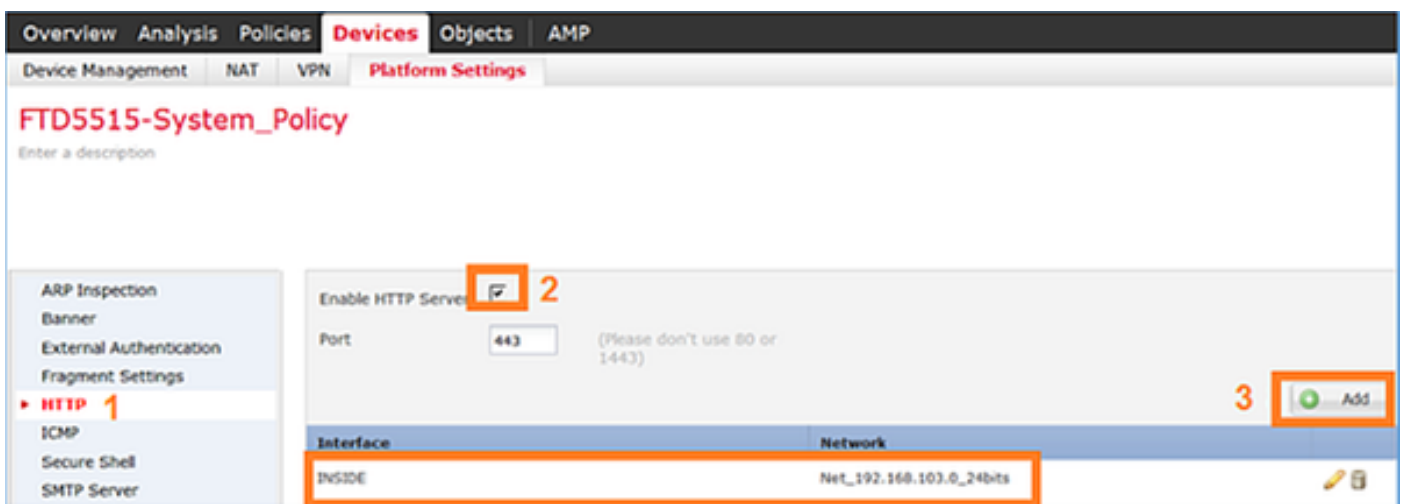 Overview Analysis Policies Devices Objects AMP
Device Management NAT VPN Platform Settings
FTD5515-System_Policy
Enter a description
ARP Inspection
Banner
External Authentication
Fragment Settings
HTTP 1
ICMP
Secure Shell
SMTP Server
Enable HTTP Server 2
Port 443 (Please don't use 80 or
1443)
3 Add
Interface Network
INSIDE Net_192.168.103.0_24bits